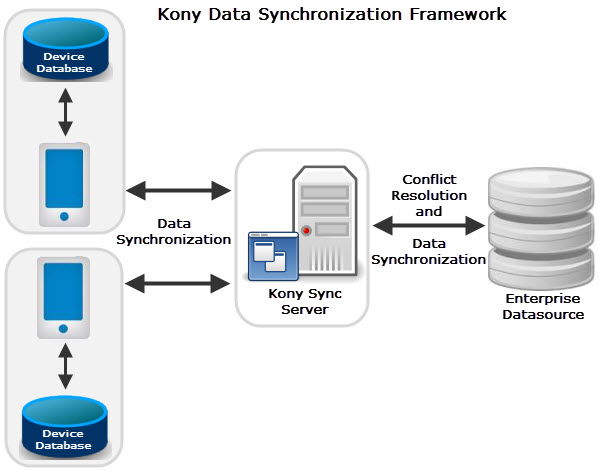 Kony Data Synchronization Framework
Device
Database
Data
Synchronization
Kony Sync
Server
Conflict
Resolution
and
Data
Synchronization
Enterprise
Datasource
Device
Database